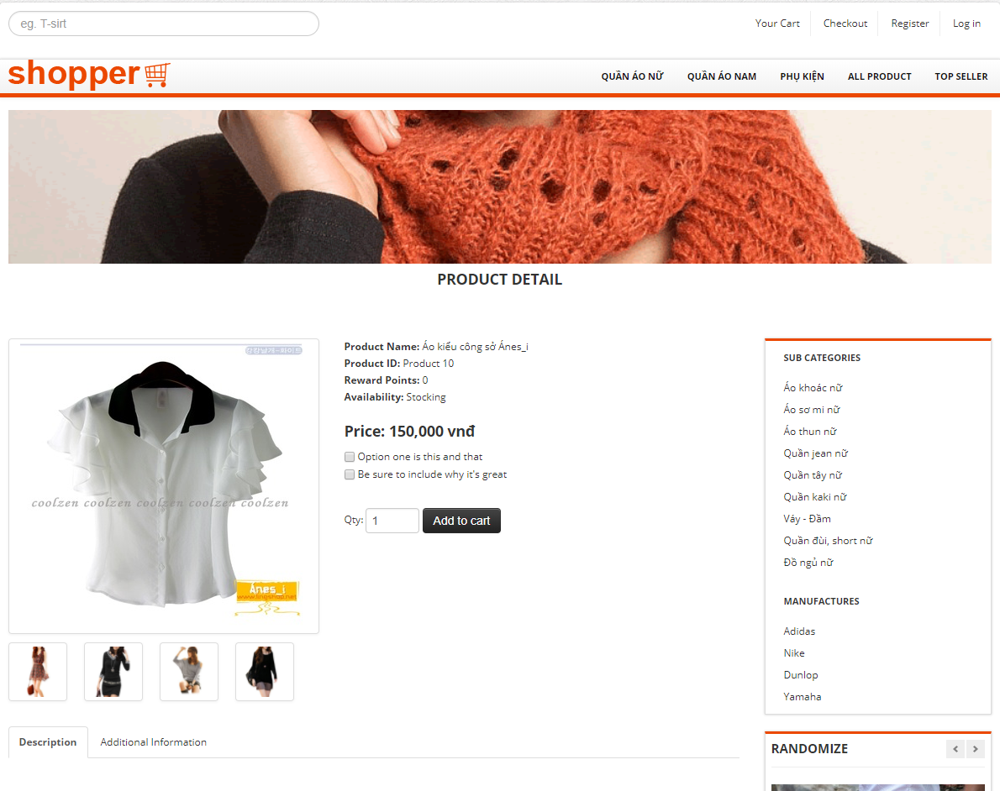 eg. T-sirt
Your Cart Checkout Register Log in
shopper
QUẦN ÁO NỮ QUẦN ÁO NAM PHỤ KIỆN ALL PRODUCT TOP SELLER
PRODUCT DETAIL
Product Name: Áo kiểu công sở Ánes_i
Product ID: Product 10
Reward Points: 0
Availability: Stocking
Price: 150,000 vnđ
Option one is this and that
Be sure to include why it's great
Qty: 1 Add to cart
coolzen coolzen coolzen coolzen coolzen
Ánes_i
Description Additional Information
SUB CATEGORIES
Áo khoác nữ
Áo sơ mi nữ
Áo thun nữ
Quần jean nữ
Quần tây nữ
Quần kaki nữ
Váy - Đầm
Quần đùi, short nữ
Đồ ngủ nữ
MANUFACTURES
Adidas
Nike
Dunlop
Yamaha
RANDOMIZE